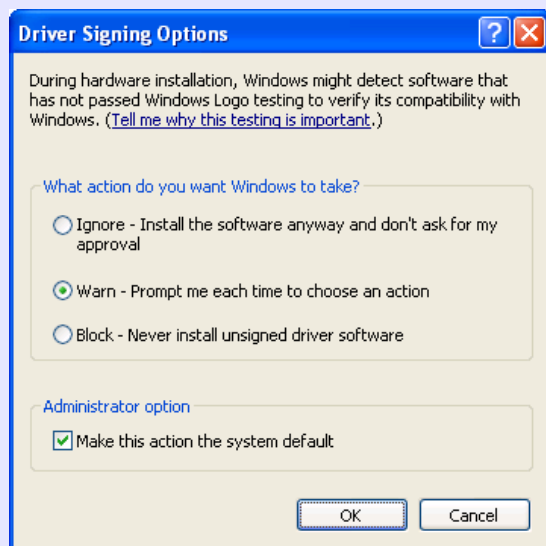 Driver Signing Options
During hardware installation, Windows might detect software that
has not passed Windows Logo testing to verify its compatibility with
Windows. (Tell me why this testing is important.)
What action do you want Windows to take?
Ignore - Install the software anyway and don't ask for my
approval
Warn - Prompt me each time to choose an action
Block - Never install unsigned driver software
Administrator option
Make this action the system default
OK
Cancel